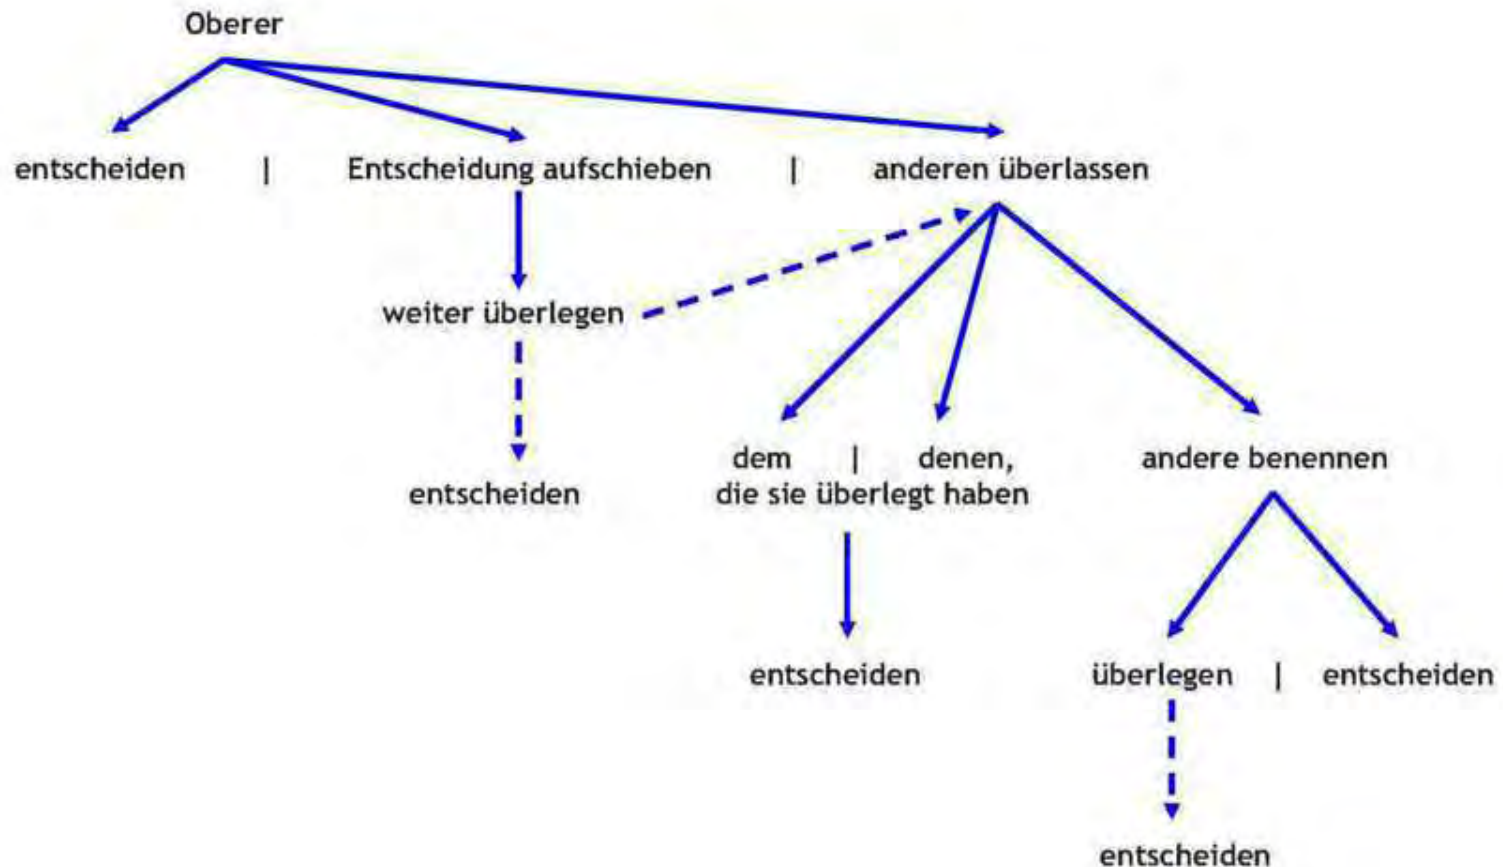 Oberer
entscheiden | Entscheidung aufschieben | anderen überlassen
weiter überlegen
dem | denen, andere benennen
entscheiden die sie überlegt haben
entscheiden überlegen | entscheiden
entscheiden